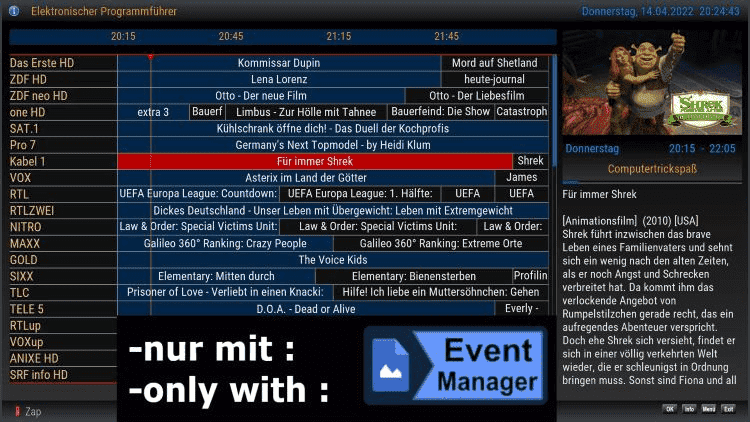 Elektronischer Programmführer
Donnerstag, 14.04.2022 20:24:43
20:15 20:45 21:15 21:45
Das Erste HD Kommissar Dupin Mord auf Shetland
ZDF HD Lena Lorenz heute-journal
ZDF neo HD Otto - Der neue Film Otto - Der Liebesfilm
one HD extra 3 Bauerf Limbus - Zur Hölle mit Tahnee Bauerfeind: Die Show Catastroph
SAT.1 Kühlschrank öffne dich! - Das Duell der Kochprofis
Pro 7 Germany's Next Topmodel - by Heidi Klum
Kabel 1 Für immer Shrek Shrek
VOX Asterix im Land der Götter James
RTL UEFA Europa League: Countdown: UEFA Europa League: 1. Hälfte: UEFA UEFA
RTLZWEI Dickes Deutschland - Unser Leben mit Übergewicht: Leben mit Extremgewicht
NITRO Law & Order: Special Victims Unit: Law & Order: Special Victims Unit: Law & Order:
MAXX Galileo 360° Ranking: Crazy People Galileo 360° Ranking: Extreme Orte
GOLD The Voice Kids
SIXX Elementary: Mitten durch Elementary: Bienensterben Profilin
TLC Prisoner of Love - Verliebt in einen Knacki: Hilfe! Ich liebe ein Muttersöhnchen: Gehen
TELE 5 D.O.A. - Dead or Alive Everly -
RTLup
VOXup
ANIXE HD
SRF info HD
-nur mit :
-only with :
Event
Manager
Zap
SHREK
Donnerstag 20:15 - 22:05
Computertrickspaß
Für immer Shrek
[Animationsfilm] (2010) [USA]
Shrek führt inzwischen das brave
Leben eines Familienvaters und sehnt
sich ein wenig nach den alten Zeiten,
als er noch Angst und Schrecken
verbreitet hat. Da kommt ihm das
verlockende Angebot von
Rumpelstilzchen gerade recht, das ein
aufregendes Abenteuer verspricht.
Doch ehe Shrek sich versieht, findet er
sich in einer völlig verkehrten Welt
wieder, die er schleunigst in Ordnung
bringen muss. Sonst sind Fiona und all
OK Info Menü Exit